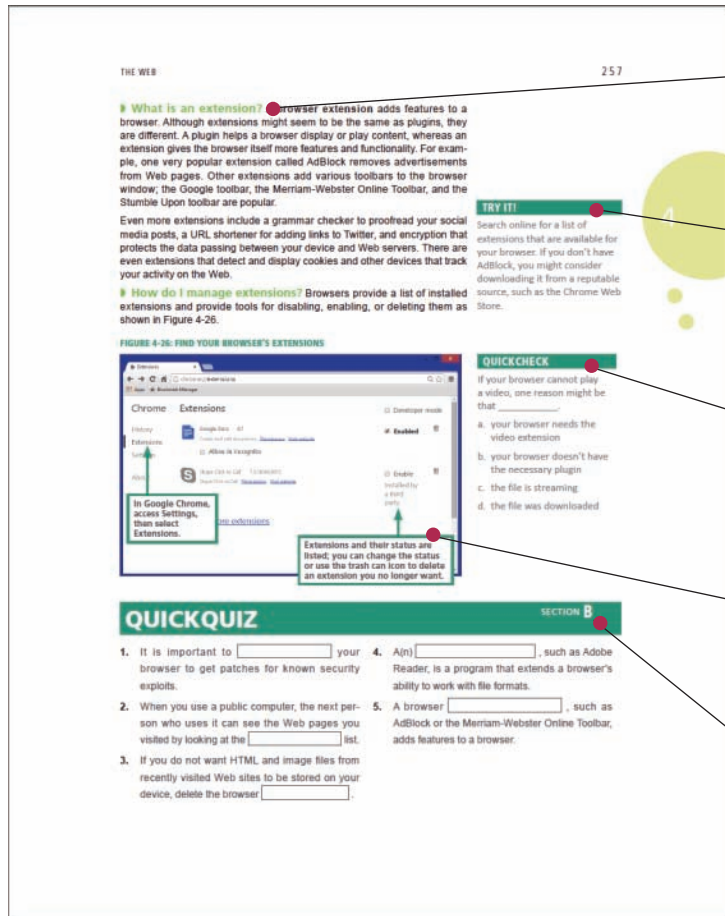 THE WEB 257
What is an extension? browser extension adds features to a
browser. Although extensions might seem to be the same as plugins, they
are different. A plugin helps a browser display or play content, whereas an
extension gives the browser itself more features and functionality. For exam-
ple, one very popular extension called AdBlock removes advertisements
from Web pages. Other extensions add various toolbars to the browser
window; the Google toolbar, the Merriam-Webster Online Toolbar, and the
Stumble Upon toolbar are popular.
Even more extensions include a grammar checker to proofread your social
media posts, a URL shortener for adding links to Twitter, and encryption that
protects the data passing between your device and Web servers. There are
even extensions that detect and display cookies and other devices that track
your activity on the Web.
How do I manage extensions? Browsers provide a list of installed
extensions and provide tools for disabling, enabling, or deleting them as
shown in Figure 4-26.
TRY IT!
Search online for a list of
extensions that are available for
your browser. If you don't have
AdBlock, you might consider
downloading it from a reputable
source, such as the Chrome Web
Store.
4
FIGURE 4-26: FIND YOUR BROWSER'S EXTENSIONS
Extensions
Chrome Extensions
Developer mode
History
Extensions
Google Docs
Enabled
Allow in incognito
Enable
Installed by
a third
party
In Google Chrome,
access Settings,
then select
Extensions.
more extensions
Extensions and their status are
listed; you can change the status
or use the trash can icon to delete
an extension you no longer want.
QUICKCHECK
If your browser cannot play
a video, one reason might be
that ____________.
a. your browser needs the
video extension
b. your browser doesn't have
the necessary plugin
c. the file is streaming
d. the file was downloaded
QUICKQUIZ SECTION B
1. It is important to your
browser to get patches for known security
exploits.
2. When you use a public computer, the next per-
son who uses it can see the Web pages you
visited by looking at the list.
3. If you do not want HTML and image files from
recently visited Web sites to be stored on your
device, delete the browser .
4. A(n) , such as Adobe
Reader, is a program that extends a browser's
ability to work with file formats.
5. A browser , such as
AdBlock or the Merriam-Webster Online Toolbar,
adds features to a browser.